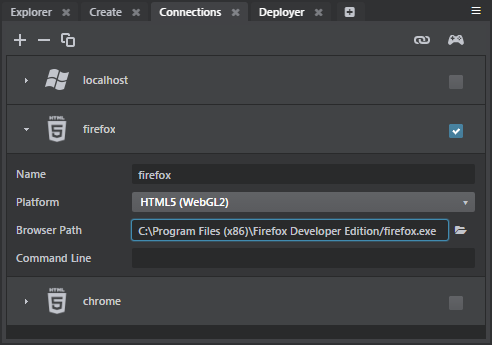 Explorer Create Connections Deployer
localhost
HTML 5 firefox
Name firefox
Platform HTML5 (WebGL2)
Browser Path C:\Program Files (x86)\Firefox Developer Edition/firefox.exe
Command Line
HTML 5 chrome